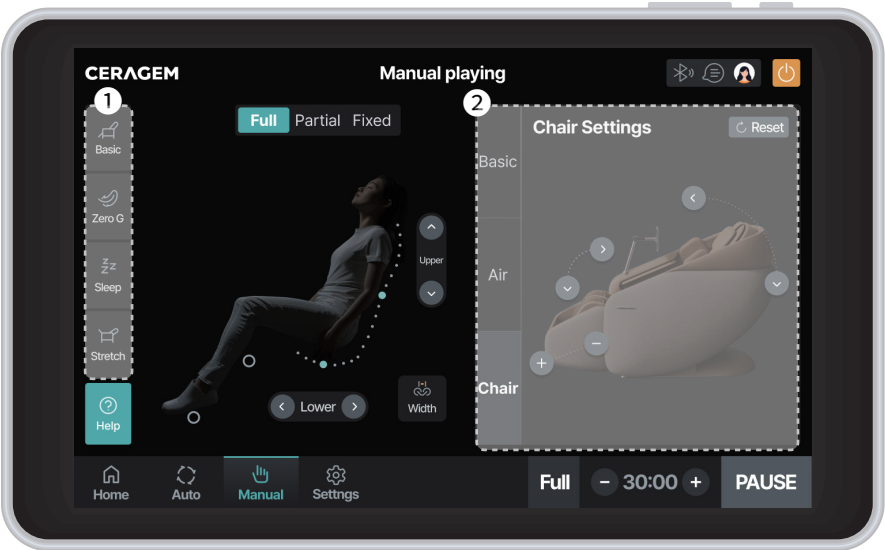 CERAGEM
Manual playing
1
2
Full Partial Fixed
Chair Settings
Reset
Basic
Zero G
Sleep
Stretch
Help
Upper
Lower
Width
Basic
Air
Chair
Home
Auto
Manual
Settngs
Full
− 30:00 +
PAUSE